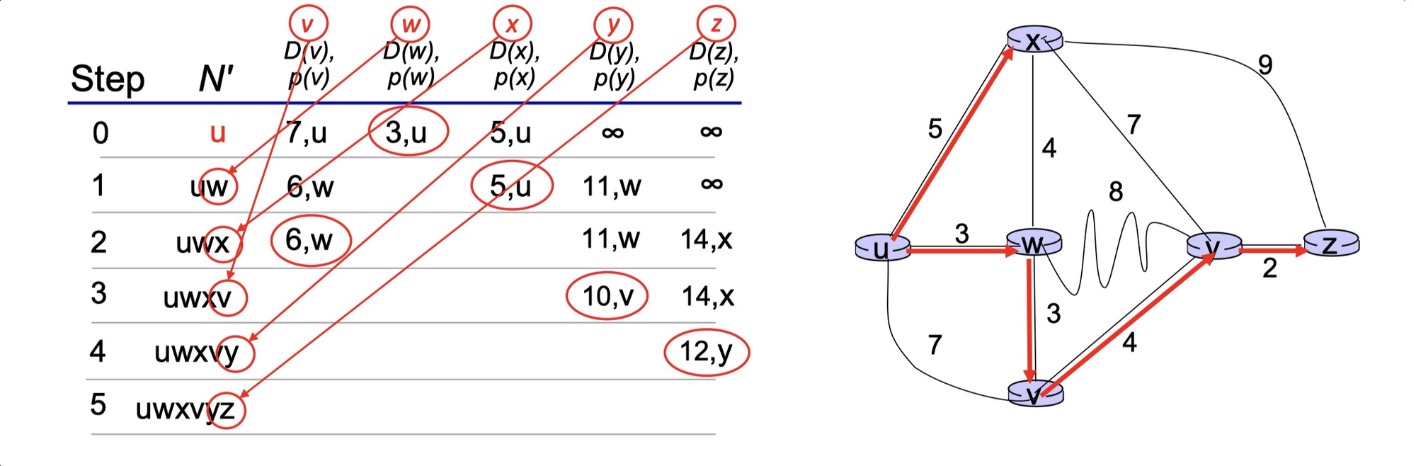 v w x y z
Step N' D(v), p(v) D(w), p(w) D(x), p(x) D(y), p(y) D(z), p(z)
0 u 7,u 3,u 5,u ∞ ∞
1 uw 6,w 5,u 11,w ∞
2 uwx 6,w 11,w 14,x
3 uwxv 10,v 14,x
4 uwxvy 12,y
5 uwxvyz
x
9
5
7
4
8
u
3
w
y
z
2
3
7
4
v